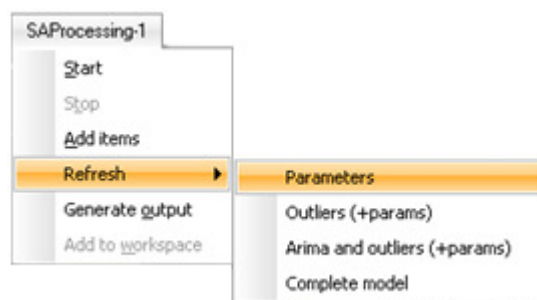 SAProcessing-1
Start
Stop
Add items
Refresh
Generate output
Add to workspace
Parameters
Outliers (+params)
Arima and outliers (+params)
Complete model